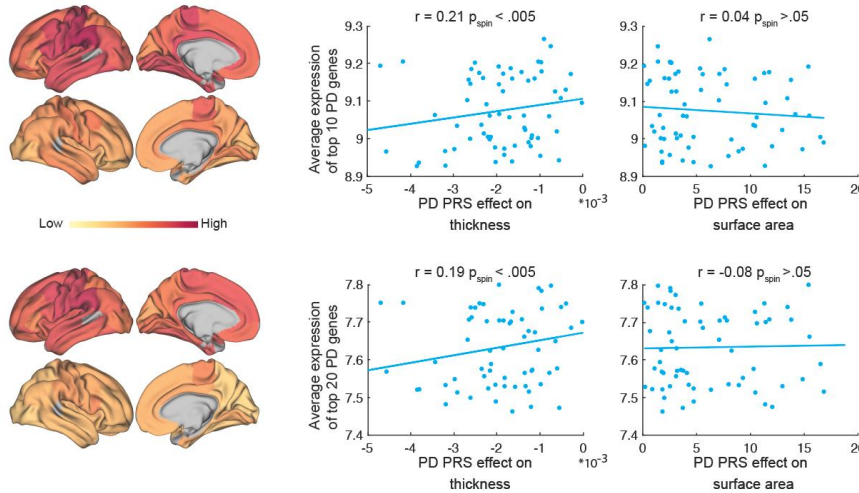 r = 0.21 p spin < .005
Average expression
of top 10 PD genes
9.3
9.2
9.1
9
8.9
-5 -4 -3 -2 -1 0
*10-3
PD PRS effect on
thickness
r = 0.04 p spin >.05
9.3
9.2
9.1
9
8.9
0 5 10 15 20
PD PRS effect on
surface area
Low High
r = 0.19 p spin < .005
Average expression
of top 20 PD genes
7.8
7.7
7.6
7.5
7.4
-5 -4 -3 -2 -1 0
*10-3
PD PRS effect on
thickness
r = -0.08 p spin >.05
7.8
7.7
7.6
7.5
7.4
0 5 10 15 20
PD PRS effect on
surface area